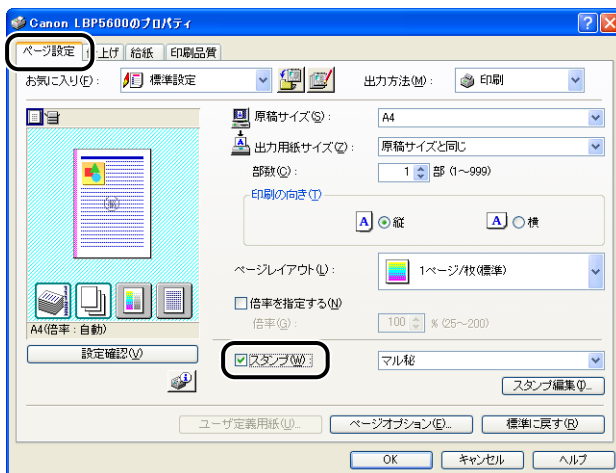 Canon LBP5600のプロパティ
ページ設定 上げ 給紙 印刷品質
お気に入り(F): 標準設定 出力方法(M): 印刷
原稿サイズ(S): A4
出力用紙サイズ(Z): 原稿サイズと同じ
部数(C): 1 部 (1～999)
印刷の向き(T)
A 縦 A 横
ページレイアウト(L): 1ページ/枚(標準)
倍率を指定する(N)
倍率(G): 100 % (25～200)
A4(倍率：自動)
設定確認(V)
スタンプ(W): マル秘
スタンプ編集(I)...
ユーザ定義用紙(U)... ページオプション(E)... 標準に戻す(R)
OK キャンセル ヘルプ